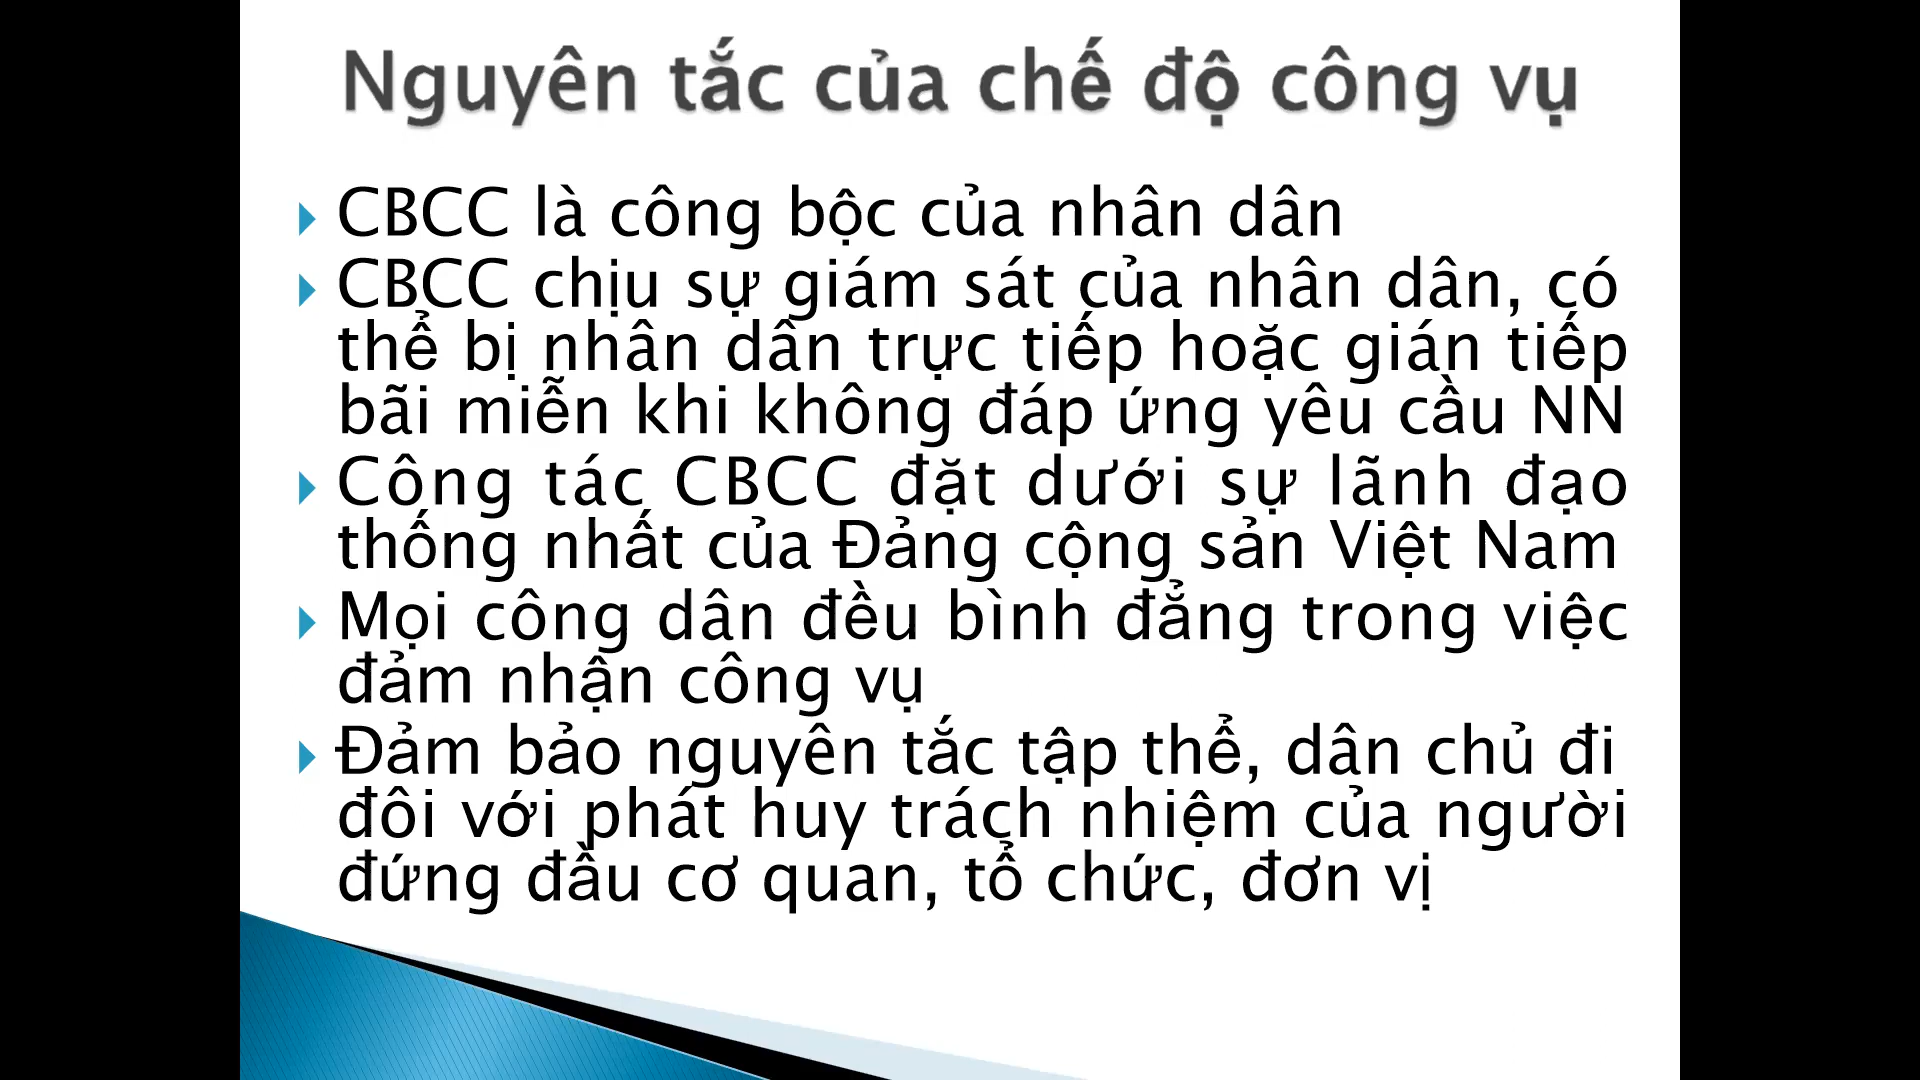 Nguyên tắc của chế độ công vụ
CBCC là công bộc của nhân dân
CBCC chịu sự giám sát của nhân dân, có
thể bị nhân dân trực tiếp hoặc gián tiếp
bãi miễn khi không đáp ứng yêu cầu NN
Công tác CBCC đặt dưới sự lãnh đạo
thống nhất của Đảng cộng sản Việt Nam
Mọi công dân đều bình đẳng trong việc
đảm nhận công vụ
Đảm bảo nguyên tắc tập thể, dân chủ đi
đôi với phát huy trách nhiệm của người
đứng đầu cơ quan, tổ chức, đơn vị